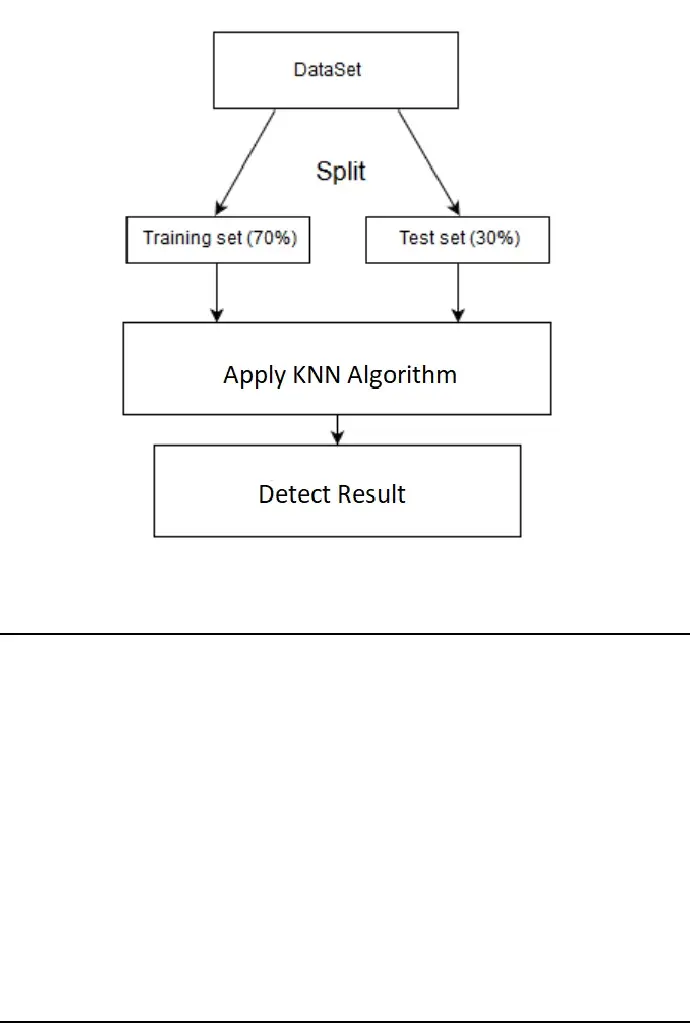 DataSet
Split
Training set (70%)
Test set (30%)
Apply KNN Algorithm
Detect Result